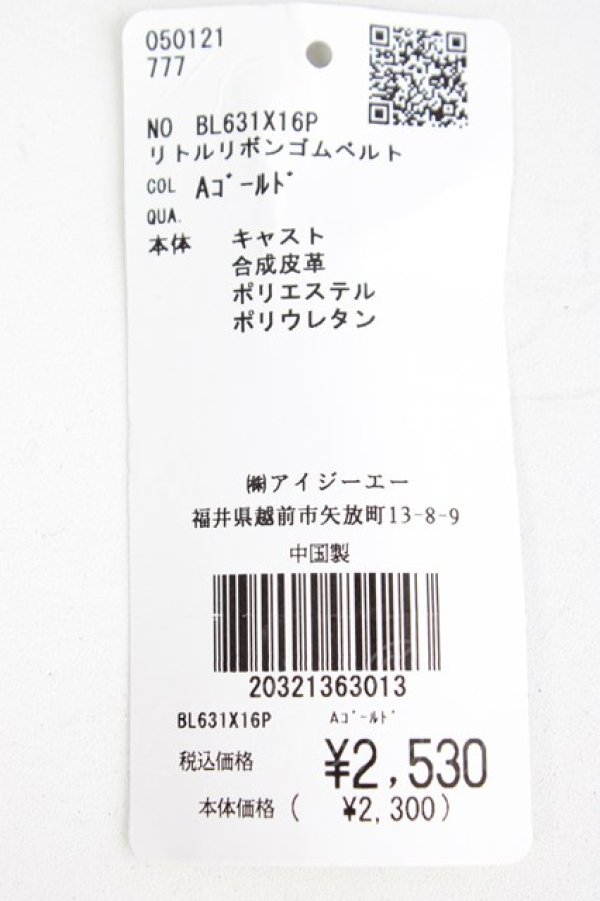 050121
777
NO BL631X16P
リトルリボンゴムベルト
COL Aゴールド
QUA.
本体 キャスト
合成皮革
ポリエステル
ポリウレタン
㈱アイジーエー
福井県越前市矢放町13-8-9
中国製
20321363013
BL631X16P Aゴールド
税込価格 ¥2,530
本体価格( ¥2,300)